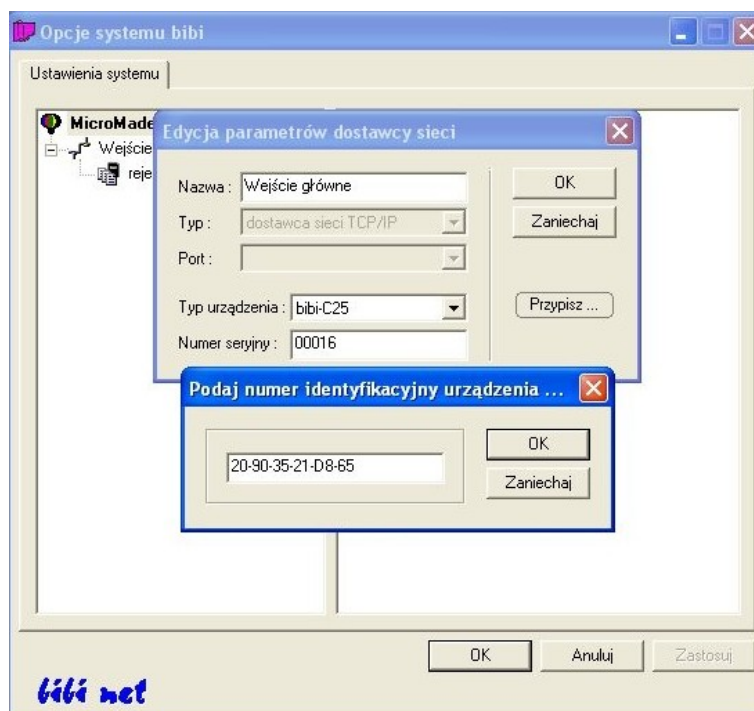 Opcje systemu bibi
Ustawienia systemu
MicroMade
Wejście
reje
Edycja parametrów dostawcy sieci
Nazwa : Wejście główne
OK
Typ : dostawca sieci TCP/IP
Zaniechaj
Port :
Typ urządzenia : bibi-C25
Przypisz ...
Numer seryjny : 00016
Podaj numer identyfikacyjny urządzenia ...
20-90-35-21-D8-65
OK
Zaniechaj
OK Anuluj Zastosuj
bibi net